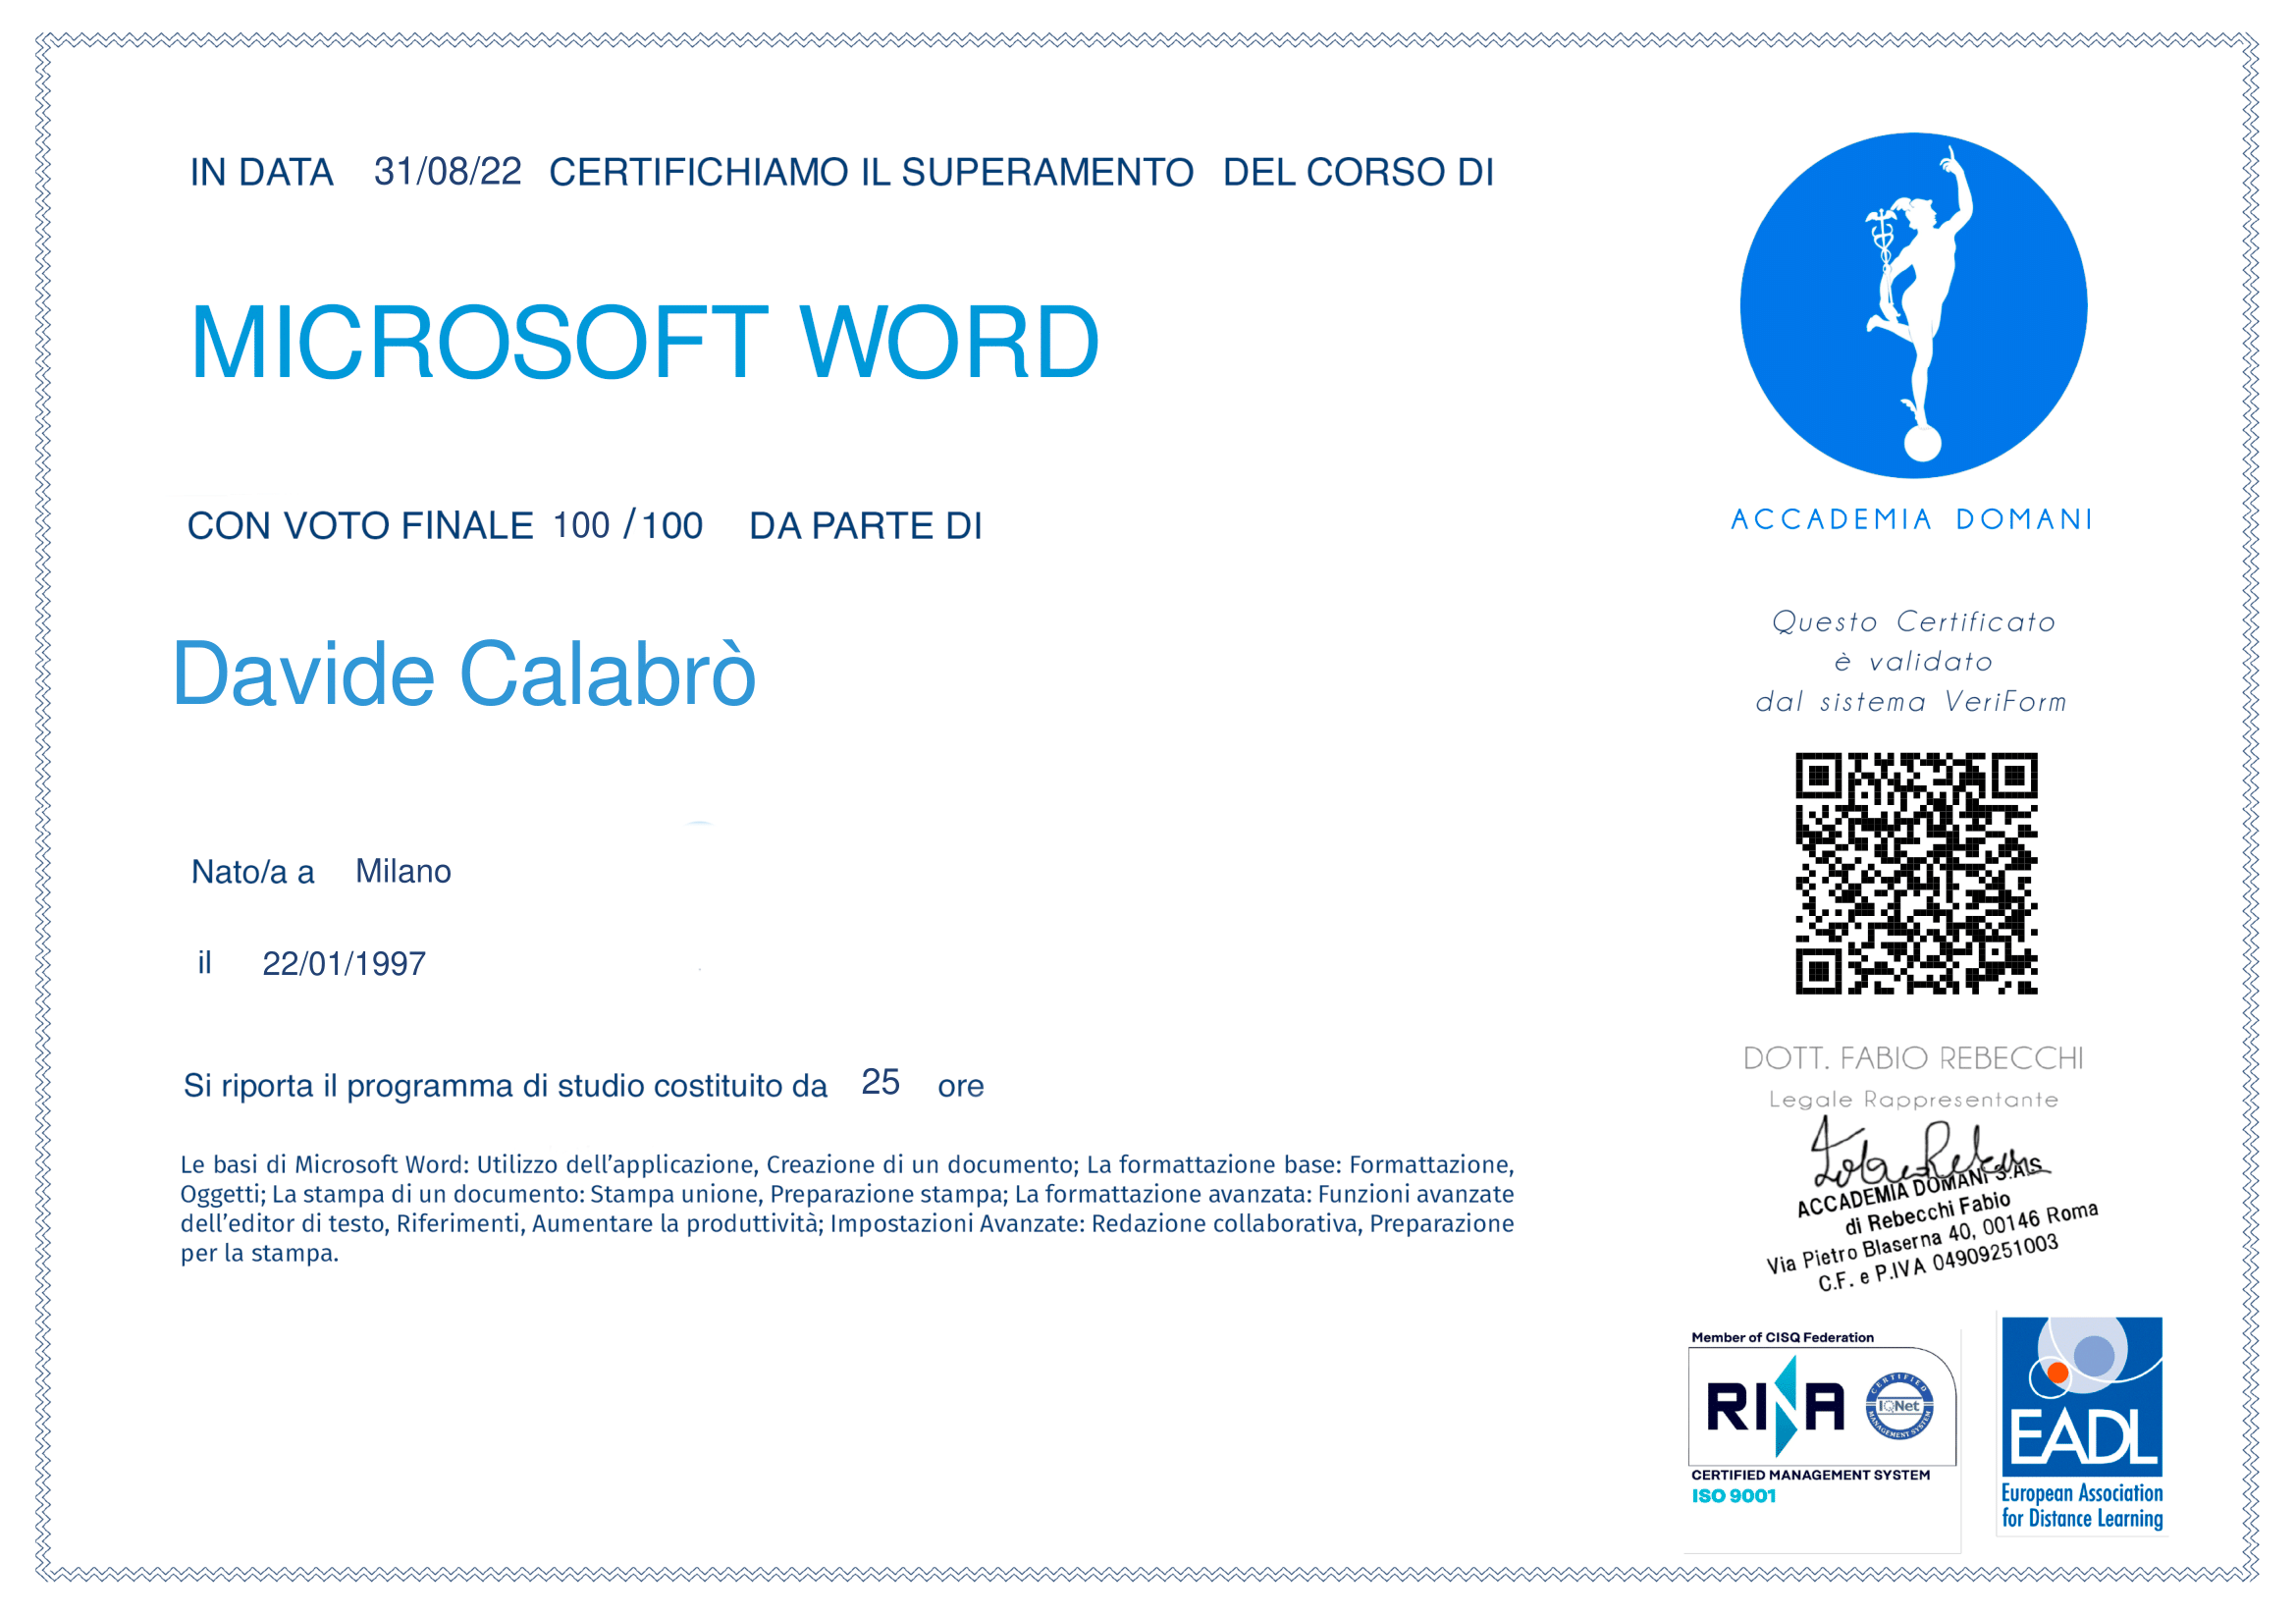 IN DATA 31/08/22 CERTIFICHIAMO IL SUPERAMENTO DEL CORSO DI
MICROSOFT WORD
CON VOTO FINALE 100 /100 DA PARTE DI
Davide Calabrò
Nato/a a Milano
il 22/01/1997
Si riporta il programma di studio costituito da 25 ore
Le basi di Microsoft Word: Utilizzo dell’applicazione, Creazione di un documento; La formattazione base: Formattazione,
Oggetti; La stampa di un documento: Stampa unione, Preparazione stampa; La formattazione avanzata: Funzioni avanzate
dell’editor di testo, Riferimenti, Aumentare la produttività; Impostazioni Avanzate: Redazione collaborativa, Preparazione
per la stampa.
ACCADEMIA DOMANI
Questo Certificato
è validato
dal sistema VeriForm
DOTT. FABIO REBECCHI
Legale Rappresentante
ACCADEMIA DOMANI S.A.S.
di Rebecchi Fabio
Via Pietro Blaserna 40, 00146 Roma
C.F. e P.IVA 04909251003
Member of CISQ Federation
RINA
CERTIFIED
IQNet
MANAGEMENT SYSTEM
CERTIFIED MANAGEMENT SYSTEM
ISO 9001
EADL
European Association
for Distance Learning